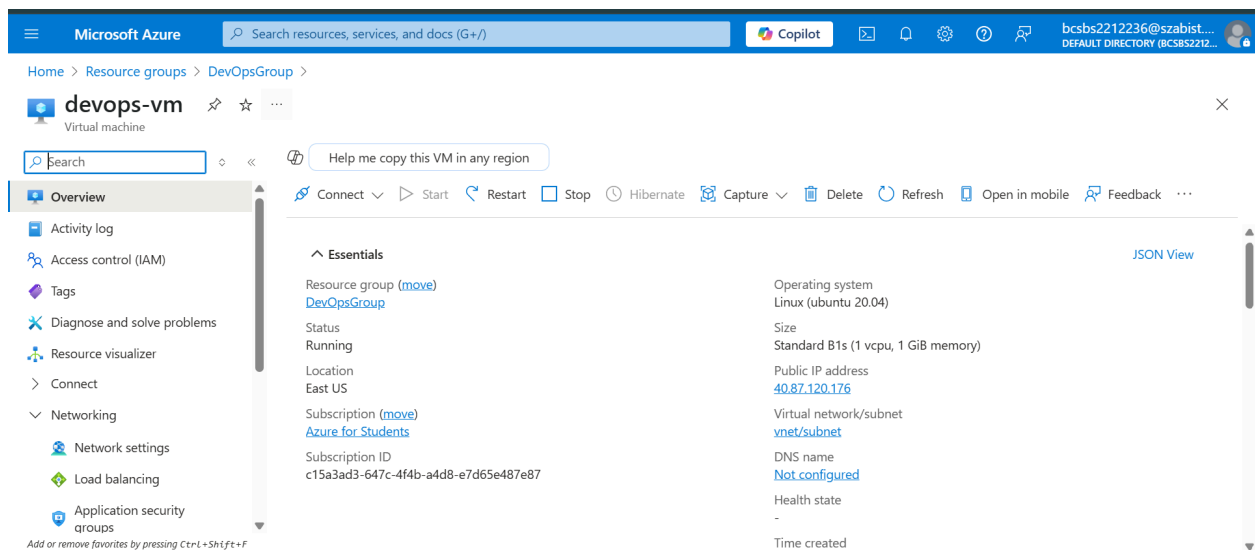 Microsoft Azure
Search resources, services, and docs (G+/)
Copilot
bcsbs2212236@szabist....
DEFAULT DIRECTORY (BCSBS2212...
Home > Resource groups > DevOpsGroup >
devops-vm
...
Virtual machine
Search
Help me copy this VM in any region
Connect
Start
Restart
Stop
Hibernate
Capture
Delete
Refresh
Open in mobile
Feedback
...
Overview
Activity log
Access control (IAM)
Tags
Diagnose and solve problems
Resource visualizer
Connect
Networking
Network settings
Load balancing
Application security
groups
Add or remove favorites by pressing Ctrl+Shift+F
Essentials
JSON View
Resource group (move)
DevOpsGroup
Status
Running
Location
East US
Subscription (move)
Azure for Students
Subscription ID
c15a3ad3-647c-4f4b-a4d8-e7d65e487e87
Operating system
Linux (ubuntu 20.04)
Size
Standard B1s (1 vcpu, 1 GiB memory)
Public IP address
40.87.120.176
Virtual network/subnet
vnet/subnet
DNS name
Not configured
Health state
-
Time created